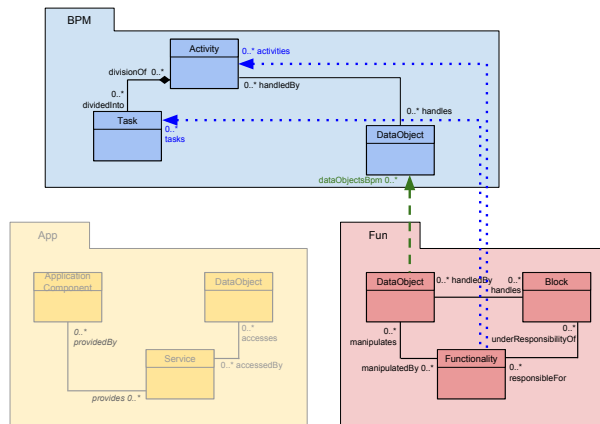 BPM
Activity
0..* activities
divisionOf 0..*
0..* handledBy
0..*
dividedInto
0..* handles
Task
0..*
tasks
DataObject
dataObjectsBpm 0..*
App
Fun
Application
Component
DataObject
DataObject
0..* handledBy
0..*
handles
Block
0..*
providedBy
0..*
accesses
0..*
manipulates
0..*
underResponsibilityOf
Service
0..* accessedBy
Functionality
manipulatedBy 0..*
0..*
responsibleFor
provides 0..*